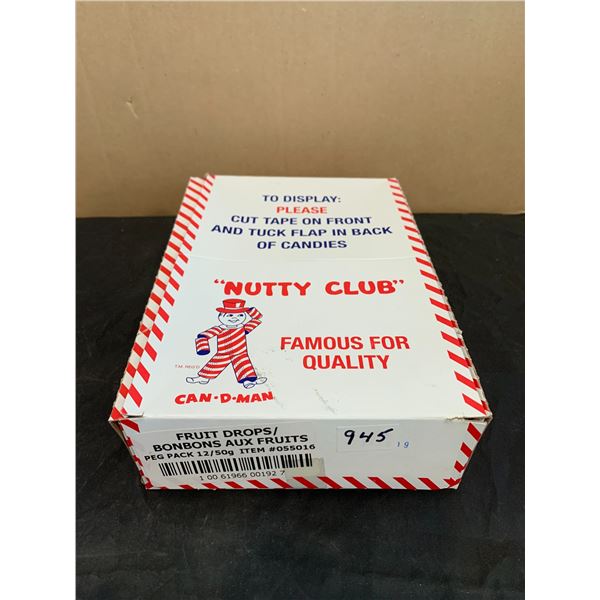 TO DISPLAY:
PLEASE
CUT TAPE ON FRONT
AND TUCK FLAP IN BACK
OF CANDIES
"NUTTY CLUB"
FAMOUS FOR
QUALITY
T.M. REG'D
CAN·D·MAN
FRUIT DROPS/
BONBONS AUX FRUITS
PEG PACK 12/50g ITEM #055016
1 00 61966 00192 7
945
19